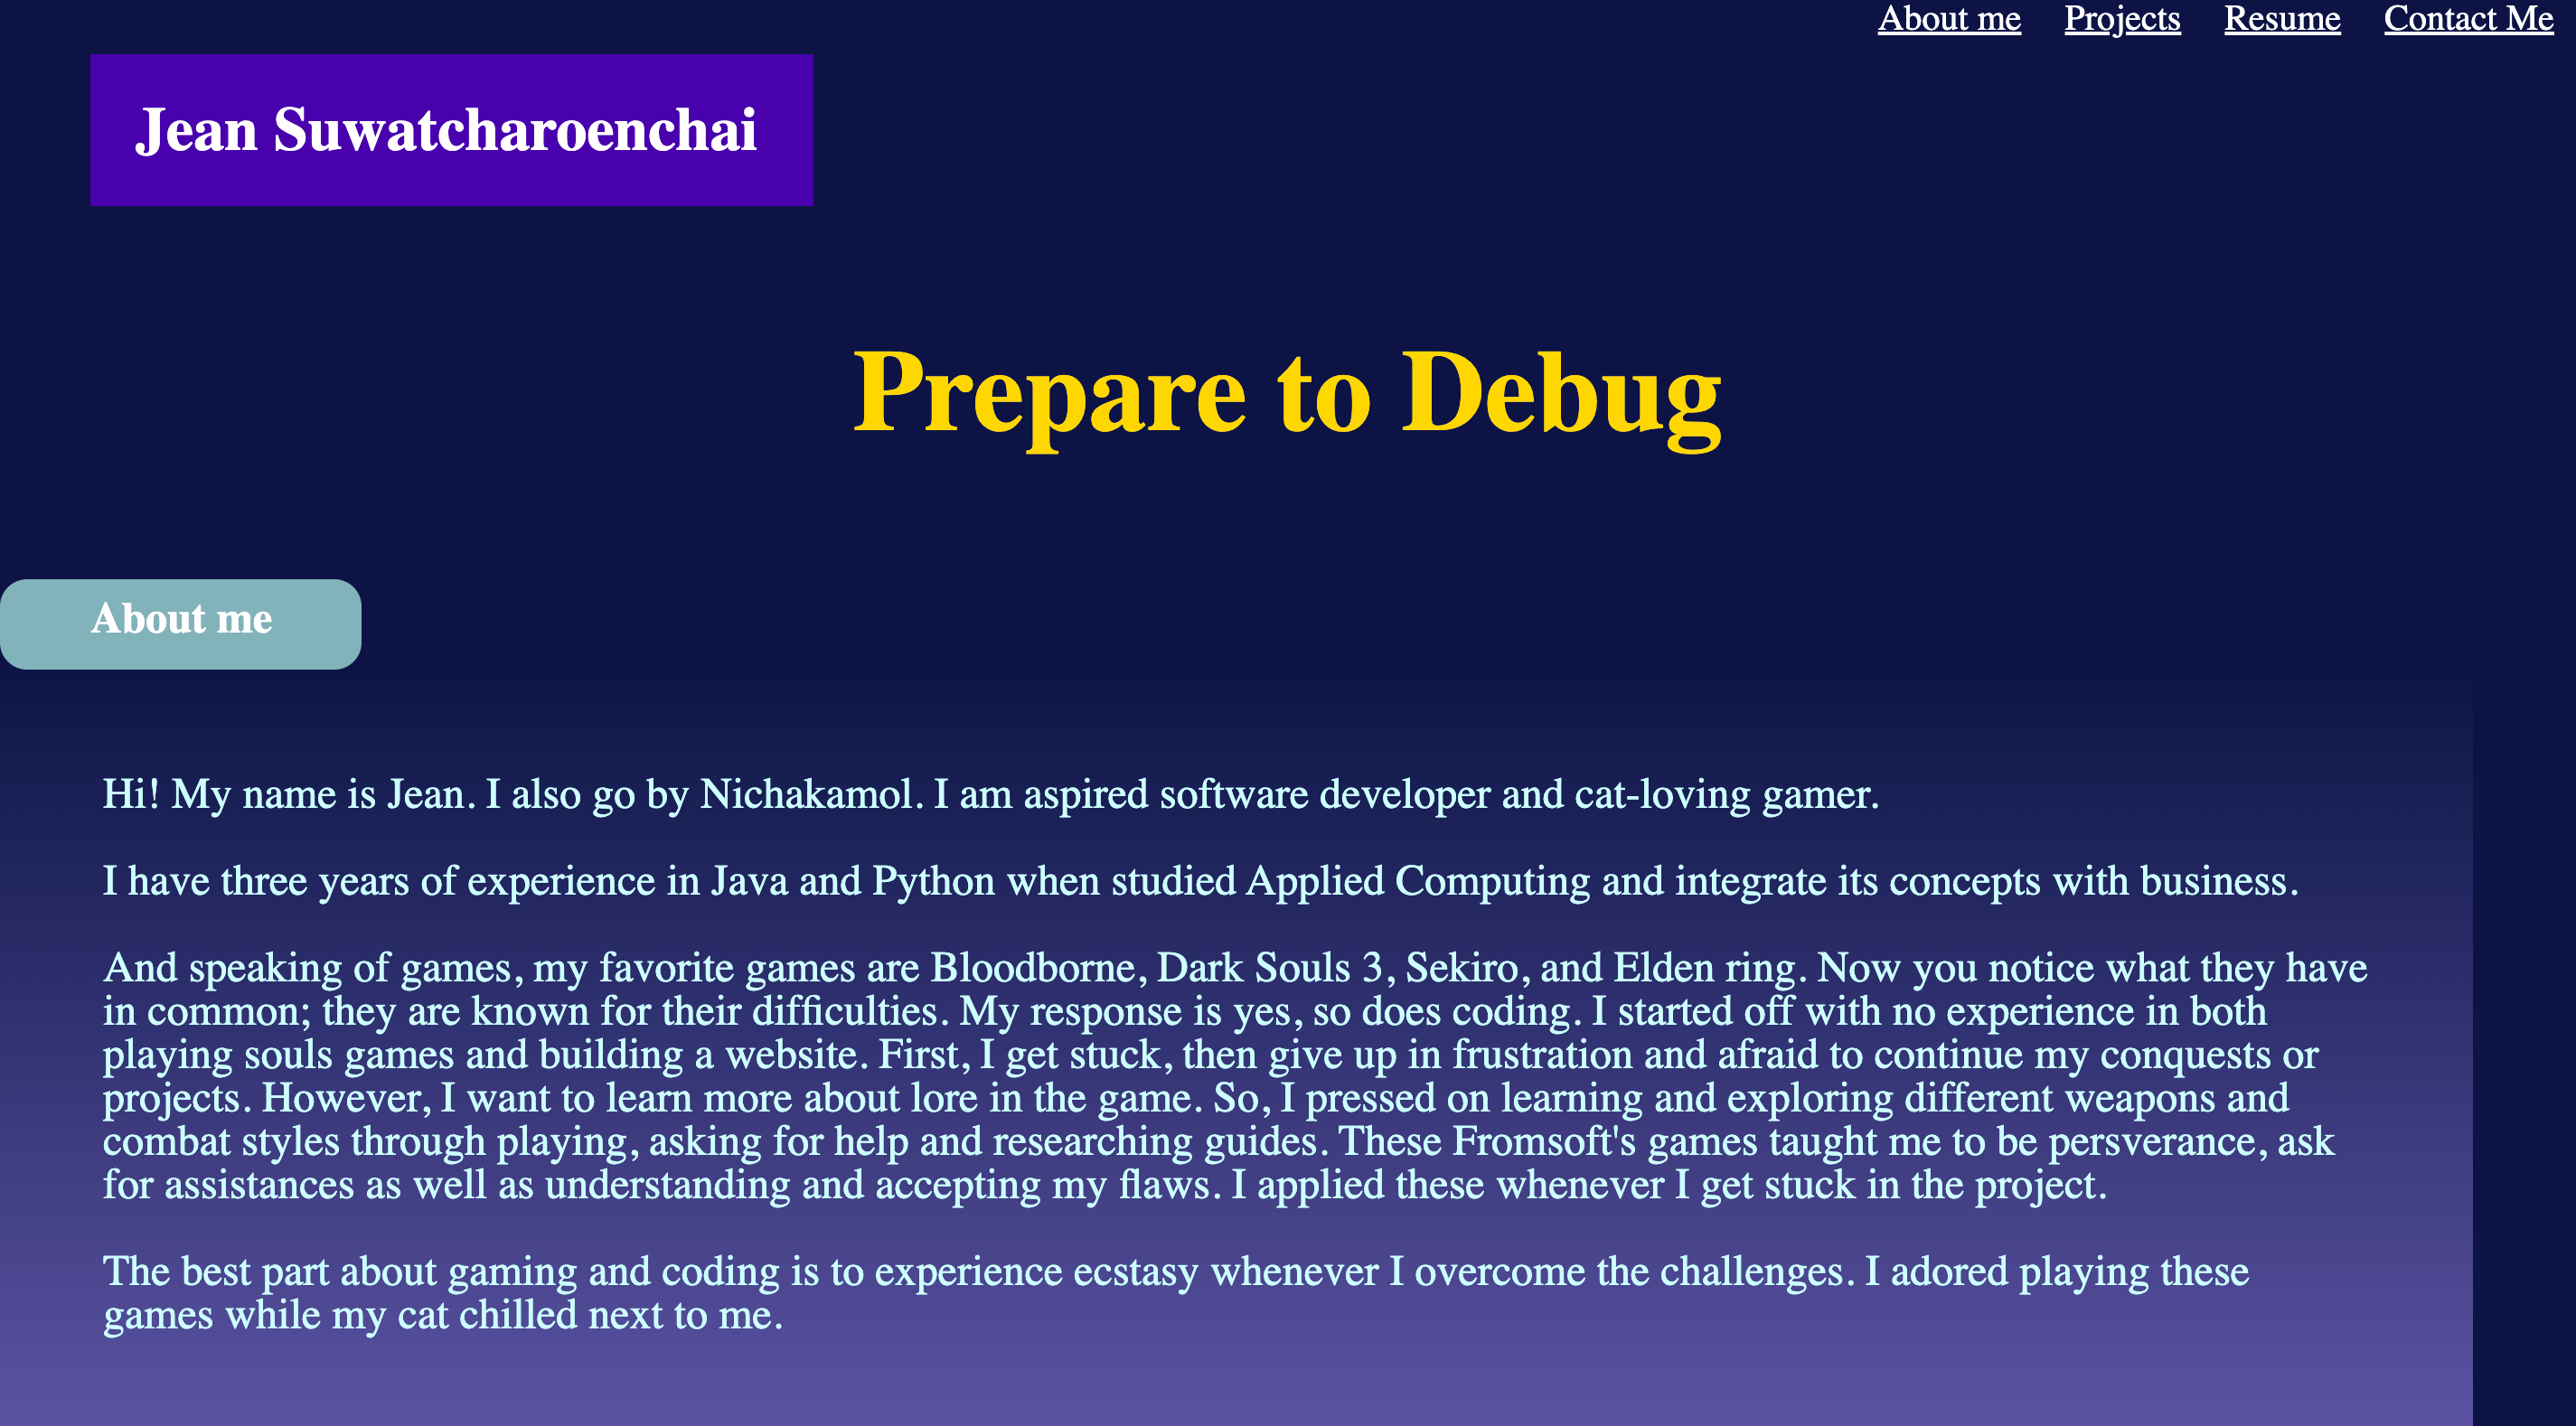 About me Projects Resume Contact Me
Jean Suwatcharoenchai
Prepare to Debug
About me
Hi! My name is Jean. I also go by Nichakamol. I am aspired software developer and cat-loving gamer.
I have three years of experience in Java and Python when studied Applied Computing and integrate its concepts with business.
And speaking of games, my favorite games are Bloodborne, Dark Souls 3, Sekiro, and Elden ring. Now you notice what they have
in common; they are known for their difficulties. My response is yes, so does coding. I started off with no experience in both
playing souls games and building a website. First, I get stuck, then give up in frustration and afraid to continue my conquests or
projects. However, I want to learn more about lore in the game. So, I pressed on learning and exploring different weapons and
combat styles through playing, asking for help and researching guides. These Fromsoft's games taught me to be persverance, ask
for assistances as well as understanding and accepting my flaws. I applied these whenever I get stuck in the project.
The best part about gaming and coding is to experience ecstasy whenever I overcome the challenges. I adored playing these
games while my cat chilled next to me.